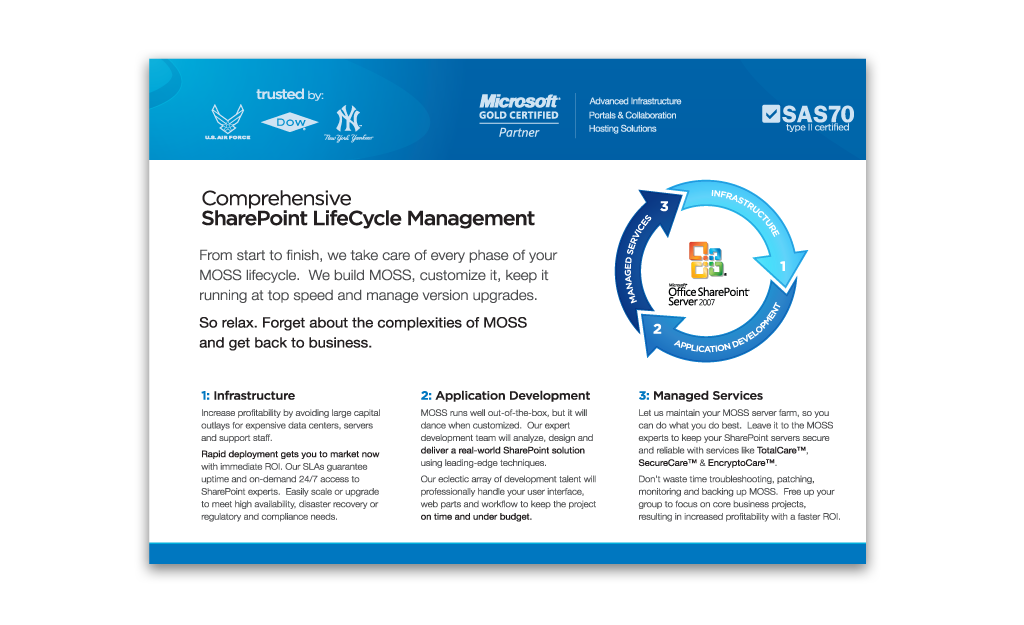 trusted by:
U.S. AIR FORCE
Dow
New York Yankees
Microsoft
GOLD CERTIFIED
Partner
Advanced Infrastructure
Portals & Collaboration
Hosting Solutions
SAS70
type II certified
Comprehensive
SharePoint LifeCycle Management
From start to finish, we take care of every phase of your
MOSS lifecycle. We build MOSS, customize it, keep it
running at top speed and manage version upgrades.
So relax. Forget about the complexities of MOSS
and get back to business.
INFRASTRUCTURE
1
APPLICATION DEVELOPMENT
2
MANAGED SERVICES
3
Microsoft
Office SharePoint
Server 2007
1: Infrastructure
Increase profitability by avoiding large capital
outlays for expensive data centers, servers
and support staff.
Rapid deployment gets you to market now
with immediate ROI. Our SLAs guarantee
uptime and on-demand 24/7 access to
SharePoint experts. Easily scale or upgrade
to meet high availability, disaster recovery or
regulatory and compliance needs.
2: Application Development
MOSS runs well out-of-the-box, but it will
dance when customized. Our expert
development team will analyze, design and
deliver a real-world SharePoint solution
using leading-edge techniques.
Our eclectic array of development talent will
professionally handle your user interface,
web parts and workflow to keep the project
on time and under budget.
3: Managed Services
Let us maintain your MOSS server farm, so you
can do what you do best. Leave it to the MOSS
experts to keep your SharePoint servers secure
and reliable with services like TotalCare™,
SecureCare™ & EncryptoCare™.
Don't waste time troubleshooting, patching,
monitoring and backing up MOSS. Free up your
group to focus on core business projects,
resulting in increased profitability with a faster ROI.